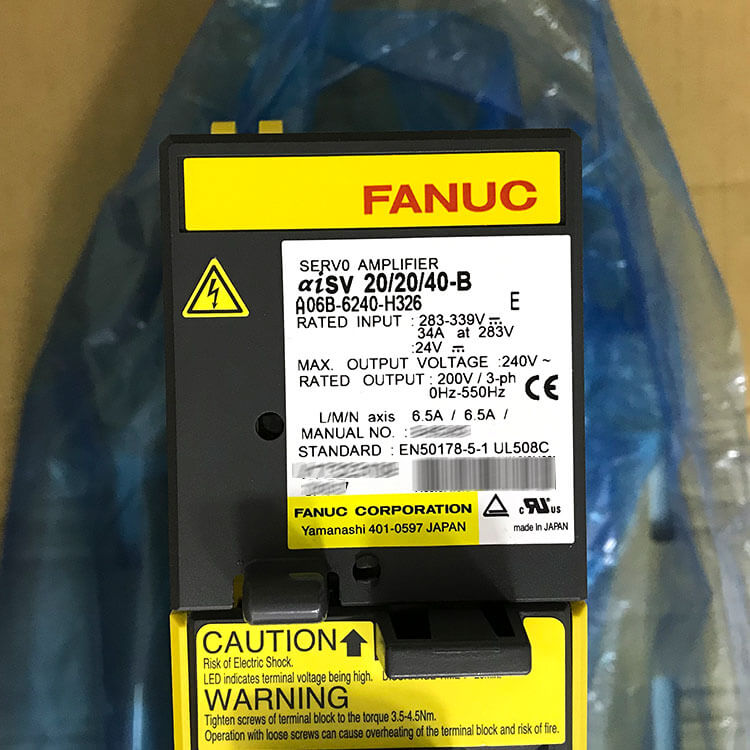 FANUC
SERVO AMPLIFIER
αiSV 20/20/40-B
A06B-6240-H326 E
RATED INPUT : 283-339V
34A at 283V
:24V
MAX. OUTPUT VOLTAGE :240V ~
RATED OUTPUT : 200V / 3-ph
0Hz-550Hz
CE
L/M/N axis 6.5A / 6.5A /
MANUAL NO. :
STANDARD : EN50178-5-1 UL508C
FANUC CORPORATION
Yamanashi 401-0597 JAPAN
c RU us
made in JAPAN
CAUTION
Risk of Electric Shock.
LED indicates terminal voltage being high.
WARNING
Tighten screws of terminal block to the torque 3.5-4.5Nm.
Operation with loose screws can cause overheating of the terminal block and risk of fire.